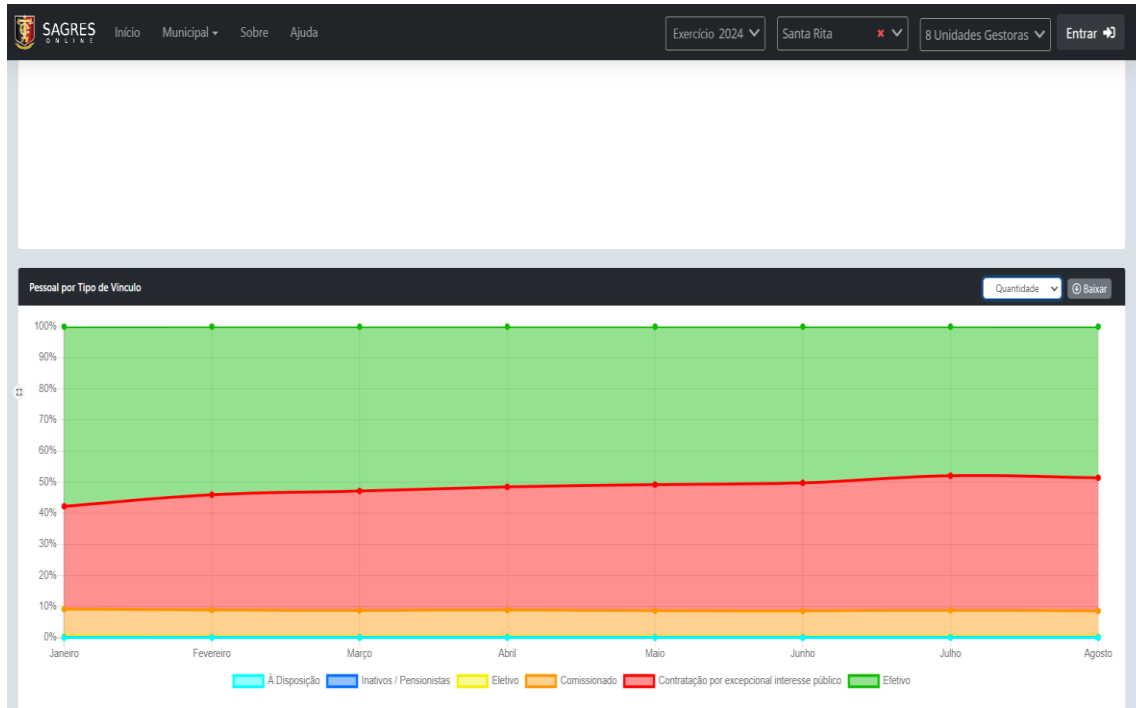 SAGRES
ONLINE
Início Municipal Sobre Ajuda
Exercício 2024
Santa Rita
8 Unidades Gestoras
Entrar
Pessoal por Tipo de Vínculo
Quantidade
Baixar
100%
90%
80%
70%
60%
50%
40%
30%
20%
10%
0%
Janeiro Fevereiro Março Abril Maio Junho Julho Agosto
À Disposição Inativos / Pensionistas Eletivo Comissionado Contratação por excepcional interesse público Efetivo